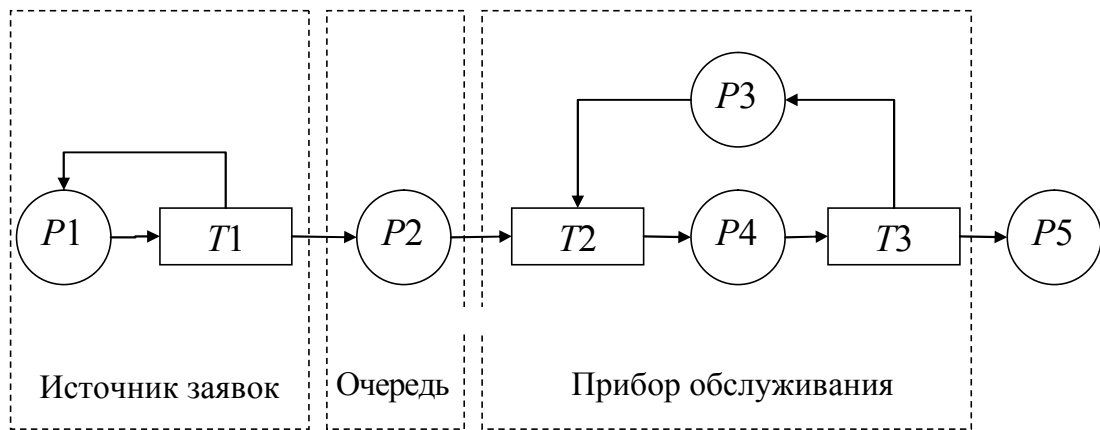 P3
P1
T1
P2
T2
P4
T3
P5
Источник заявок
Очередь
Прибор обслуживания